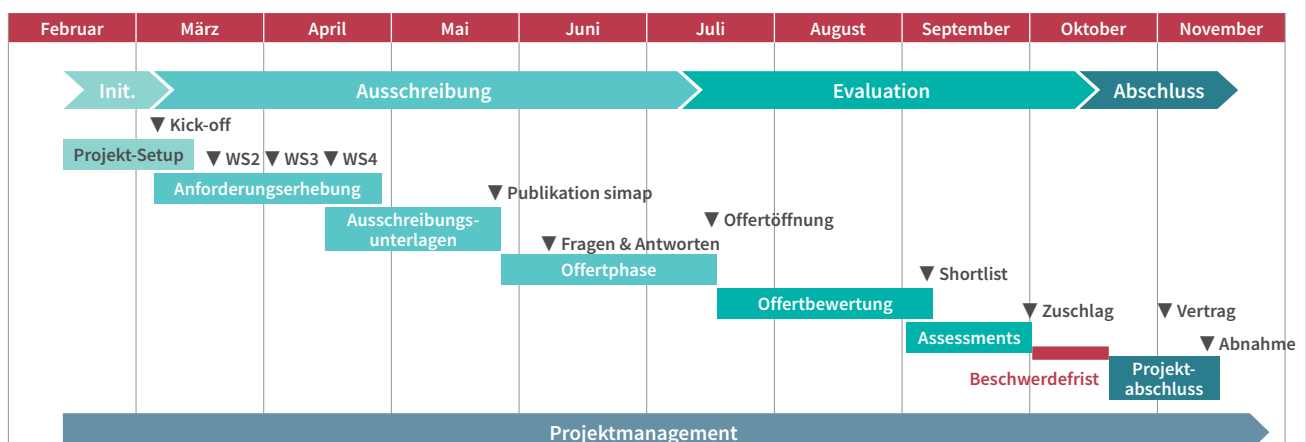 Februar März April Mai Juni Juli August September Oktober November
Init. Ausschreibung Evaluation Abschluss
▼ Kick-off
Projekt-Setup ▼ WS2 ▼ WS3 ▼ WS4
Anforderungserhebung
▼ Publikation simap
Ausschreibungs-
unterlagen
▼ Offertöffnung
▼ Fragen & Antworten
Offertphase
▼ Shortlist
Offertbewertung
▼ Zuschlag ▼ Vertrag
Assessments
▼ Abnahme
Beschwerdefrist
Projekt-
abschluss
Projektmanagement